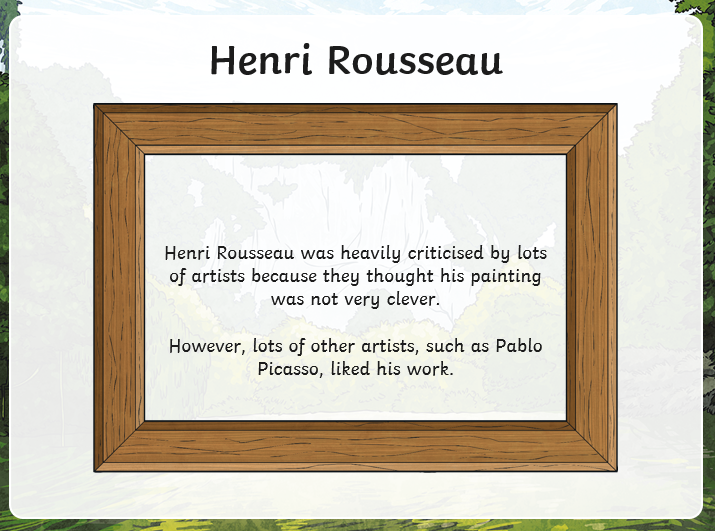 Henri Rousseau
Henri Rousseau was heavily criticised by lots
of artists because they thought his painting
was not very clever.
However, lots of other artists, such as Pablo
Picasso, liked his work.